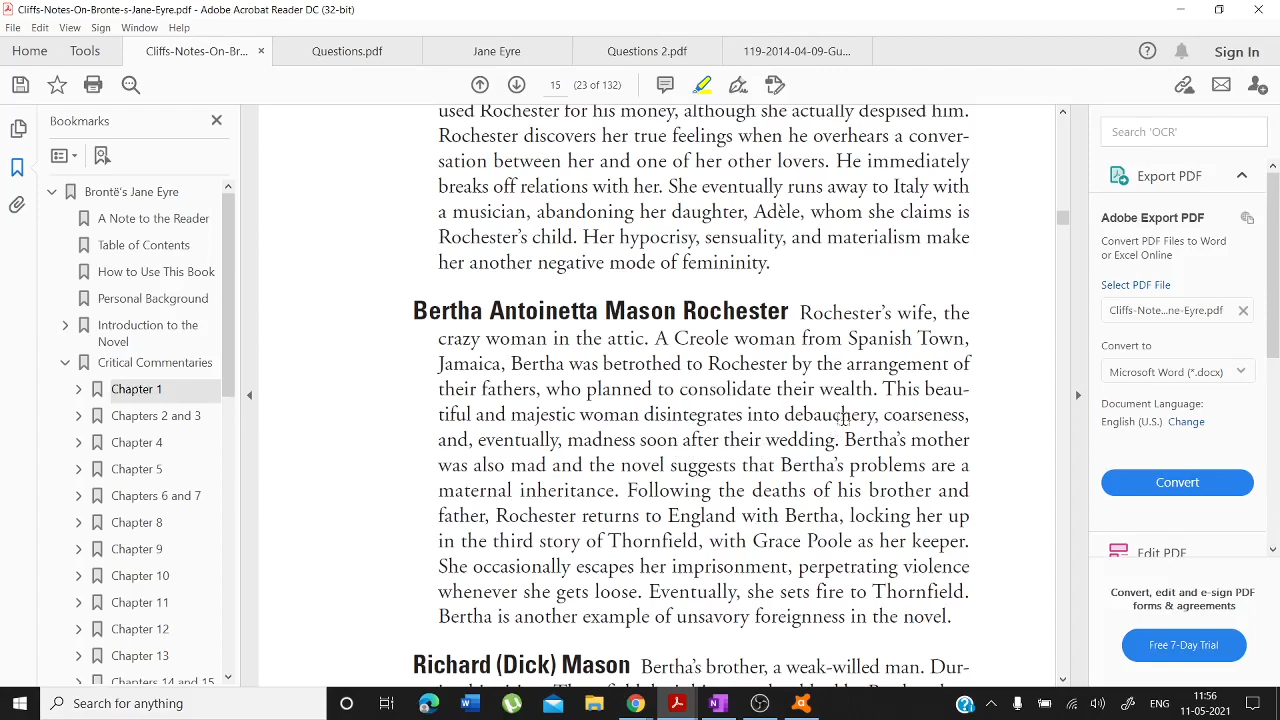 Cliffs-Notes-On-Bronte-s-Jane-Eyre.pdf - Adobe Acrobat Reader DC (32-bit)
File Edit View Sign Window Help
Home Tools Cliffs-Notes-On-Br... Questions.pdf Jane Eyre Questions 2.pdf 119-2014-04-09-Gu... Sign In
15 (23 of 132)
Bookmarks
Brontë's Jane Eyre
A Note to the Reader
Table of Contents
How to Use This Book
Personal Background
Introduction to the
Novel
Critical Commentaries
Chapter 1
Chapters 2 and 3
Chapter 4
Chapter 5
Chapters 6 and 7
Chapter 8
Chapter 9
Chapter 10
Chapter 11
Chapter 12
Chapter 13
Chapters 14 and 15
used Rochester for his money, although she actually despised him.
Rochester discovers her true feelings when he overhears a conver-
sation between her and one of her other lovers. He immediately
breaks off relations with her. She eventually runs away to Italy with
a musician, abandoning her daughter, Adèle, whom she claims is
Rochester's child. Her hypocrisy, sensuality, and materialism make
her another negative mode of femininity.
Bertha Antoinetta Mason Rochester Rochester's wife, the
crazy woman in the attic. A Creole woman from Spanish Town,
Jamaica, Bertha was betrothed to Rochester by the arrangement of
their fathers, who planned to consolidate their wealth. This beau-
tiful and majestic woman disintegrates into debauchery, coarseness,
and, eventually, madness soon after their wedding. Bertha's mother
was also mad and the novel suggests that Bertha's problems are a
maternal inheritance. Following the deaths of his brother and
father, Rochester returns to England with Bertha, locking her up
in the third story of Thornfield, with Grace Poole as her keeper.
She occasionally escapes her imprisonment, perpetrating violence
whenever she gets loose. Eventually, she sets fire to Thornfield.
Bertha is another example of unsavory foreignness in the novel.
Richard (Dick) Mason Bertha's brother, a weak-willed man. Dur-
Search 'OCR'
Export PDF
Adobe Export PDF
Convert PDF Files to Word
or Excel Online
Select PDF File
Cliff-Note...ne-Eyre.pdf
Convert to
Microsoft Word (*.docx)
Document Language:
English (U.S.) Change
Convert
Edit PDF
Convert, edit and e-sign PDF
forms & agreements
Free 7-Day Trial
Type here to search
ENG
11:56
11-05-2021